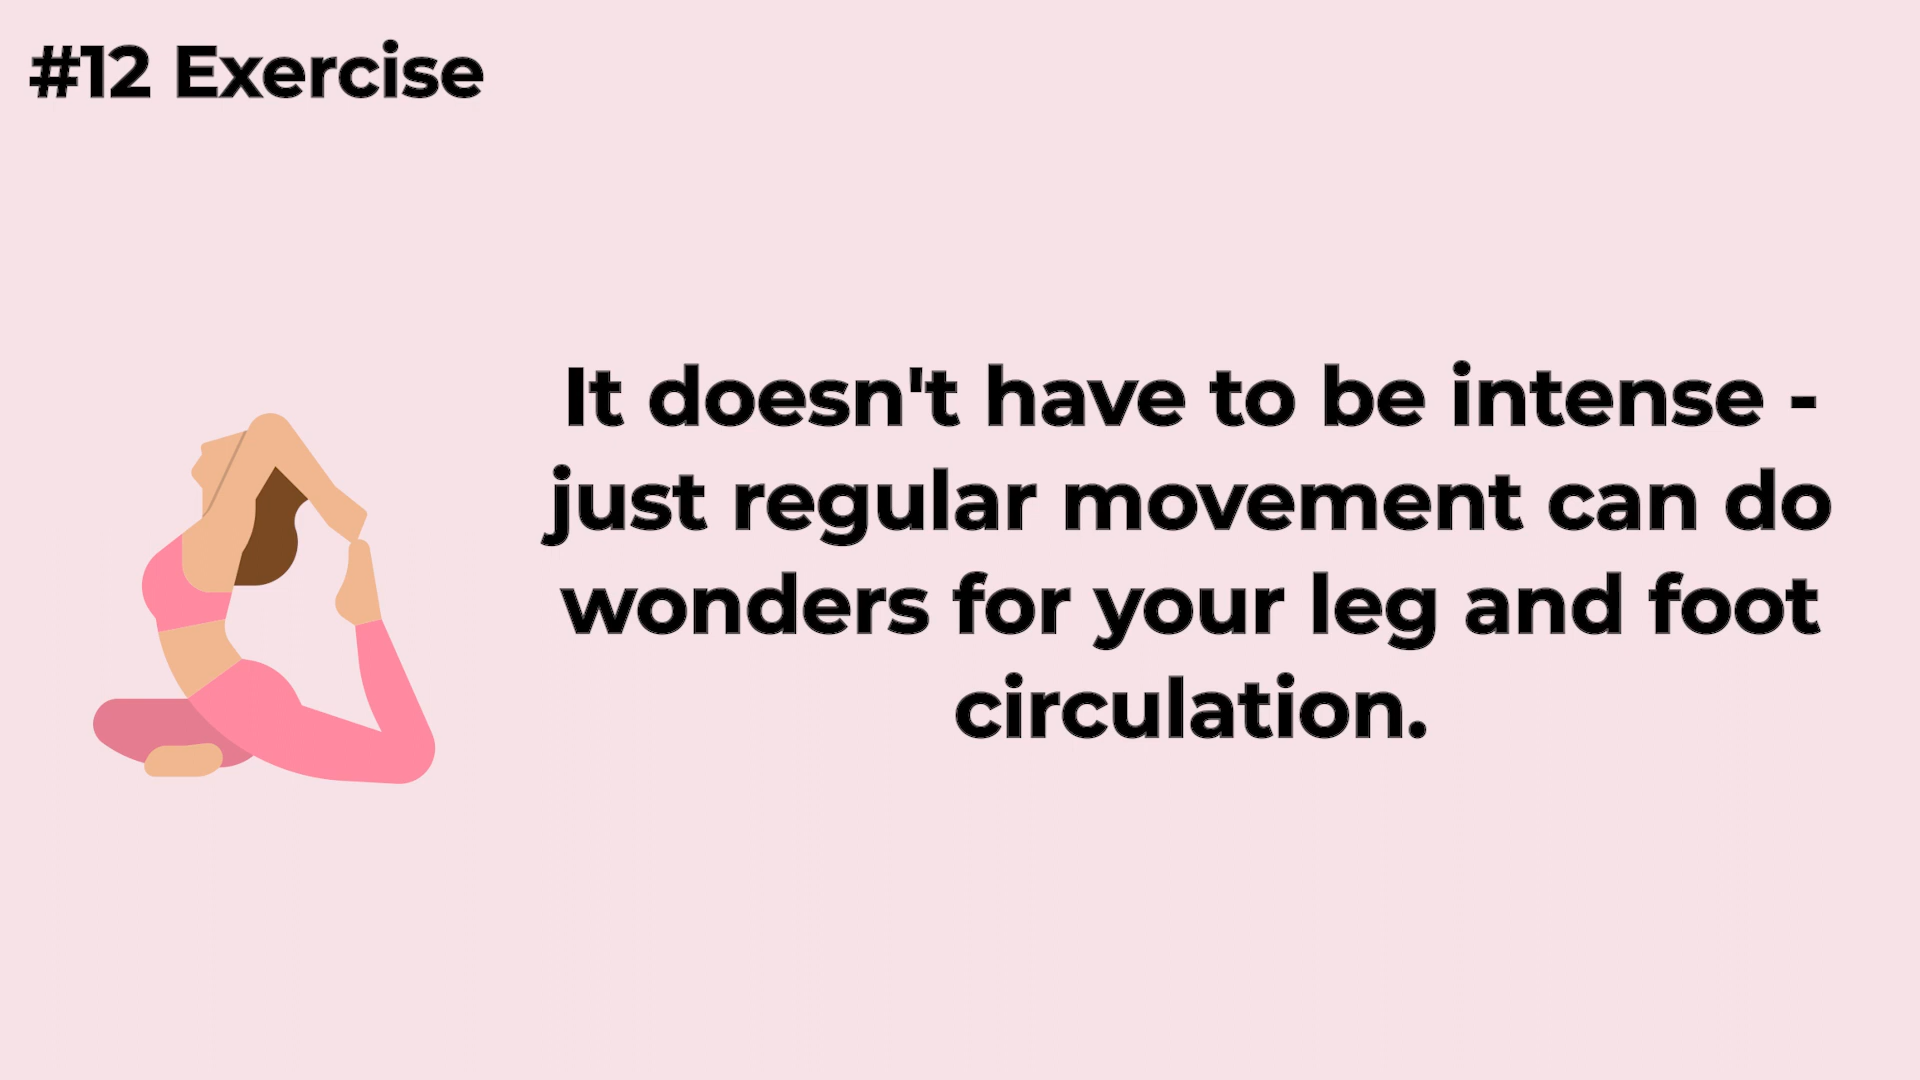 #12 Exercise
It doesn't have to be intense -
just regular movement can do
wonders for your leg and foot
circulation.